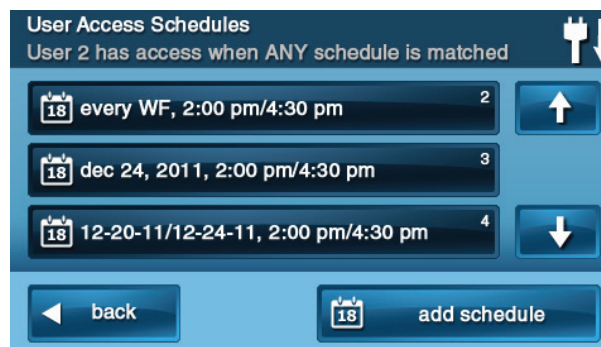 User Access Schedules
User 2 has access when ANY schedule is matched
18 every WF, 2:00 pm/4:30 pm 2
18 dec 24, 2011, 2:00 pm/4:30 pm 3
18 12-20-11/12-24-11, 2:00 pm/4:30 pm 4
back
18 add schedule